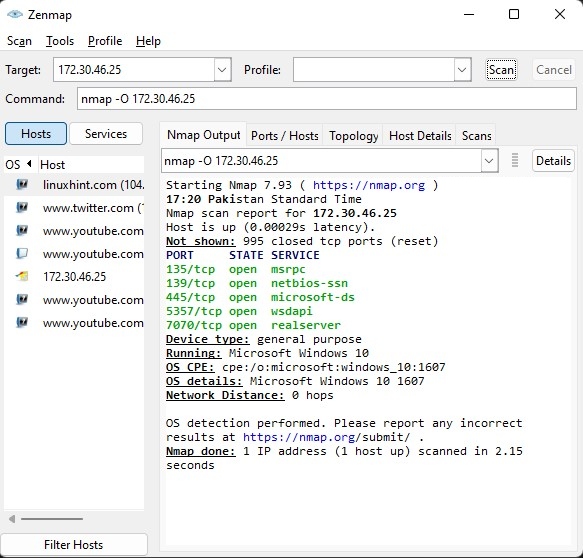 Zenmap
Scan Tools Profile Help
Target: 172.30.46.25 Profile: Scan Cancel
Command: nmap -O 172.30.46.25
Hosts Services
Nmap Output Ports / Hosts Topology Host Details Scans
OS Host
nmap -O 172.30.46.25 Details
linuxhint.com (104.
www.twitter.com (1
www.youtube.com
www.youtube.com
172.30.46.25
www.youtube.com
www.youtube.com
Starting Nmap 7.93 ( https://nmap.org )
17:20 Pakistan Standard Time
Nmap scan report for 172.30.46.25
Host is up (0.00029s latency).
Not shown: 995 closed tcp ports (reset)
PORT STATE SERVICE
135/tcp open msrpc
139/tcp open netbios-ssn
445/tcp open microsoft-ds
5357/tcp open wsdapi
7070/tcp open realserver
Device type: general purpose
Running: Microsoft Windows 10
OS CPE: cpe:/o:microsoft:windows_10:1607
OS details: Microsoft Windows 10 1607
Network Distance: 0 hops
OS detection performed. Please report any incorrect
results at https://nmap.org/submit/ .
Nmap done: 1 IP address (1 host up) scanned in 2.15
seconds
Filter Hosts